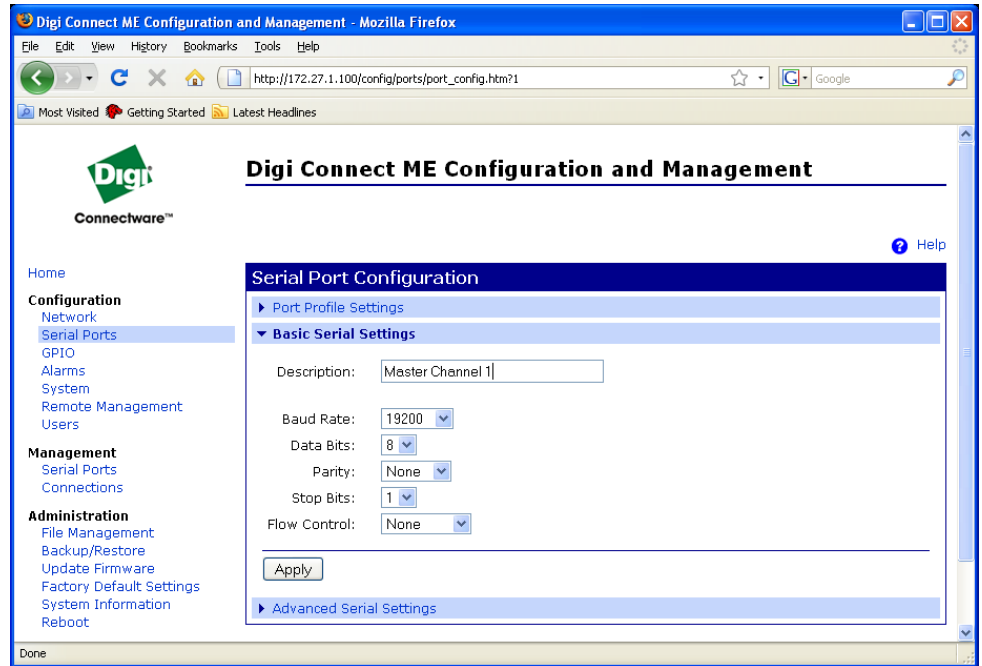 Digi Connect ME Configuration and Management - Mozilla Firefox
File Edit View History Bookmarks Tools Help
http://172.27.1.100/config/ports/port_config.htm?1
G Google
Most Visited Getting Started Latest Headlines
Digi
Connectware™
Digi Connect ME Configuration and Management
? Help
Home
Configuration
Network
Serial Ports
GPIO
Alarms
System
Remote Management
Users
Management
Serial Ports
Connections
Administration
File Management
Backup/Restore
Update Firmware
Factory Default Settings
System Information
Reboot
Serial Port Configuration
Port Profile Settings
Basic Serial Settings
Description: Master Channel 1
Baud Rate: 19200
Data Bits: 8
Parity: None
Stop Bits: 1
Flow Control: None
Apply
Advanced Serial Settings
Done